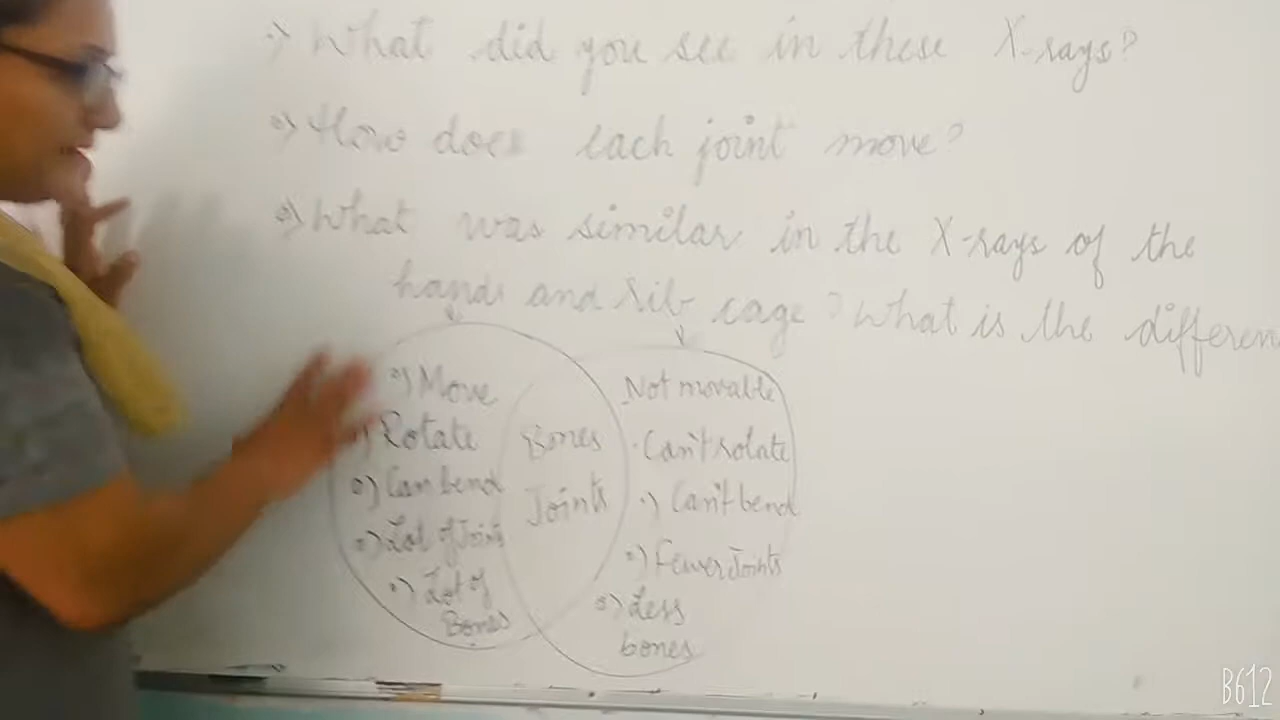 What did you see in these X-rays?
How does each joint move?
What was similar in the X-rays of the
hands and rib cage? What is the differen
Move
Rotate
Can bend
Lot of Joints
Lot of
Bones
Bones
Joints
Not movable
Can't rotate
Can't bend
Fewer Joints
Less
bones
B612